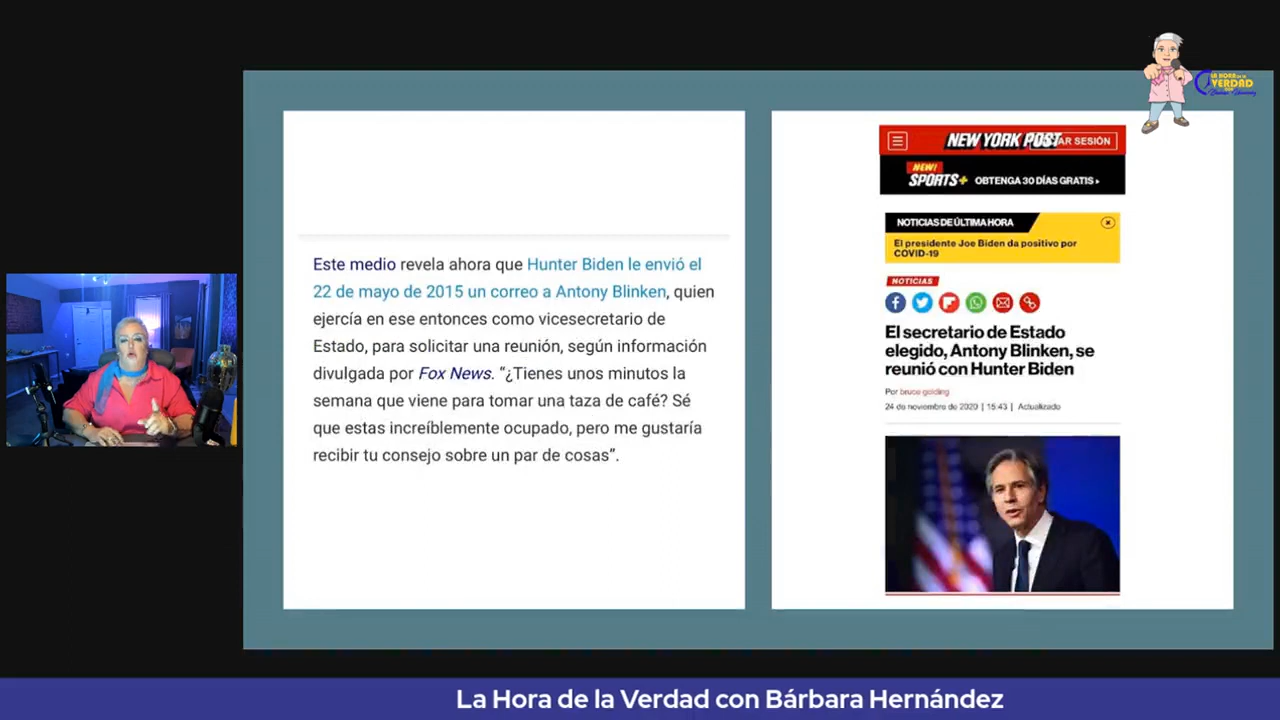 LA HORA DE LA
VERDAD
Este medio revela ahora que Hunter Biden le envió el
22 de mayo de 2015 un correo a Antony Blinken, quien
ejercía en ese entonces como vicesecretario de
Estado, para solicitar una reunión, según información
divulgada por Fox News. “¿Tienes unos minutos la
semana que viene para tomar una taza de café? Sé
que estas increíblemente ocupado, pero me gustaría
recibir tu consejo sobre un par de cosas”.
NEW YORK POST AR SESIÓN
NEW!
SPORTS+ OBTENGA 30 DÍAS GRATIS >
NOTICIAS DE ÚLTIMA HORA
El presidente Joe Biden da positivo por
COVID-19
NOTICIAS
El secretario de Estado
elegido, Antony Blinken, se
reunió con Hunter Biden
Por bruce golding
24 de noviembre de 2020 | 15:43 | Actualizado
La Hora de la Verdad con Bárbara Hernández